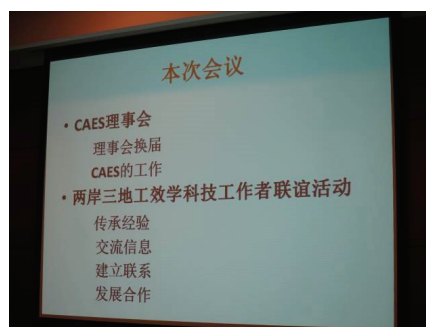 本次会议
• CAES理事会
理事会换届
CAES的工作
• 两岸三地工效学科技工作者联谊活动
传承经验
交流信息
建立联系
发展合作